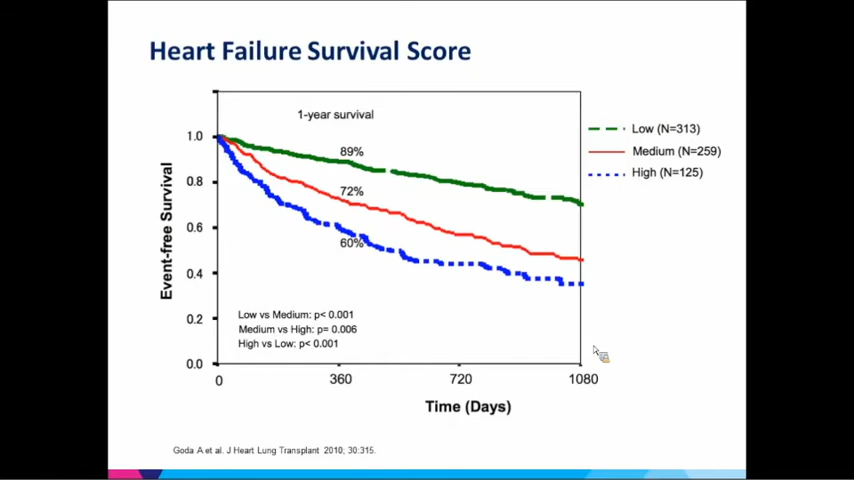 Heart Failure Survival Score
1-year survival
1.0
0.8
0.6
0.4
0.2
0.0
Event-free Survival
89%
72%
60%
Low (N=313)
Medium (N=259)
High (N=125)
Low vs Medium: p< 0.001
Medium vs High: p= 0.006
High vs Low: p< 0.001
0 360 720 1080
Time (Days)
Goda A et al. J Heart Lung Transplant 2010; 30:315.